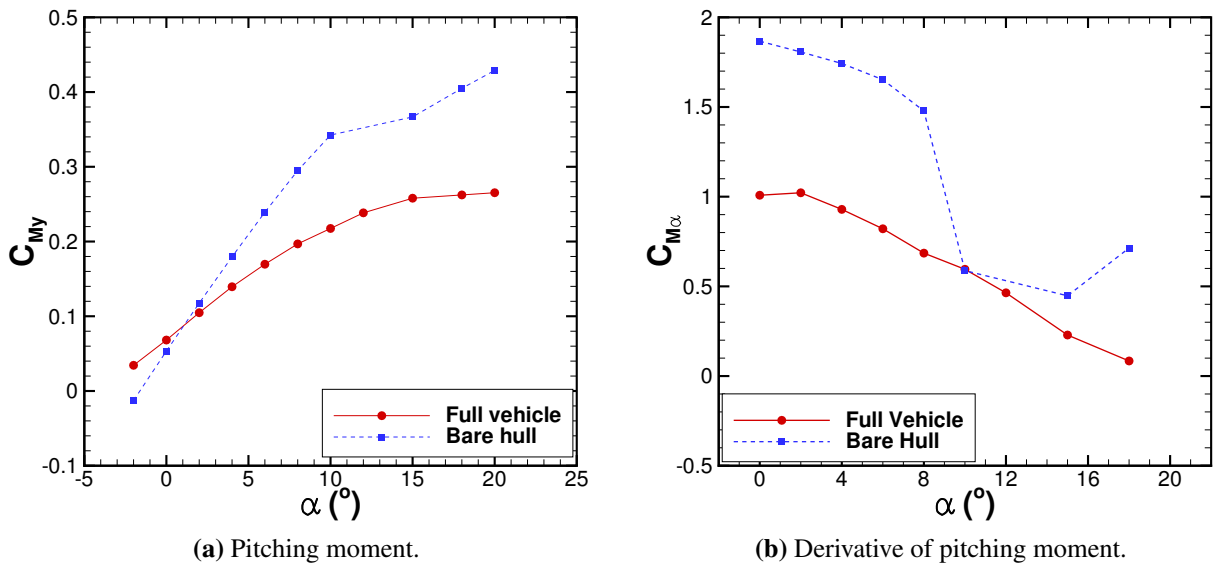 0.5
0.4
0.3
0.2
0.1
0
-0.1
C_My
-5 0 5 10 15 20 25
α (°)
Full vehicle
Bare hull
(a) Pitching moment.
2
1.5
1
0.5
0
-0.5
C_Mα
0 4 8 12 16 20
α (°)
Full Vehicle
Bare Hull
(b) Derivative of pitching moment.